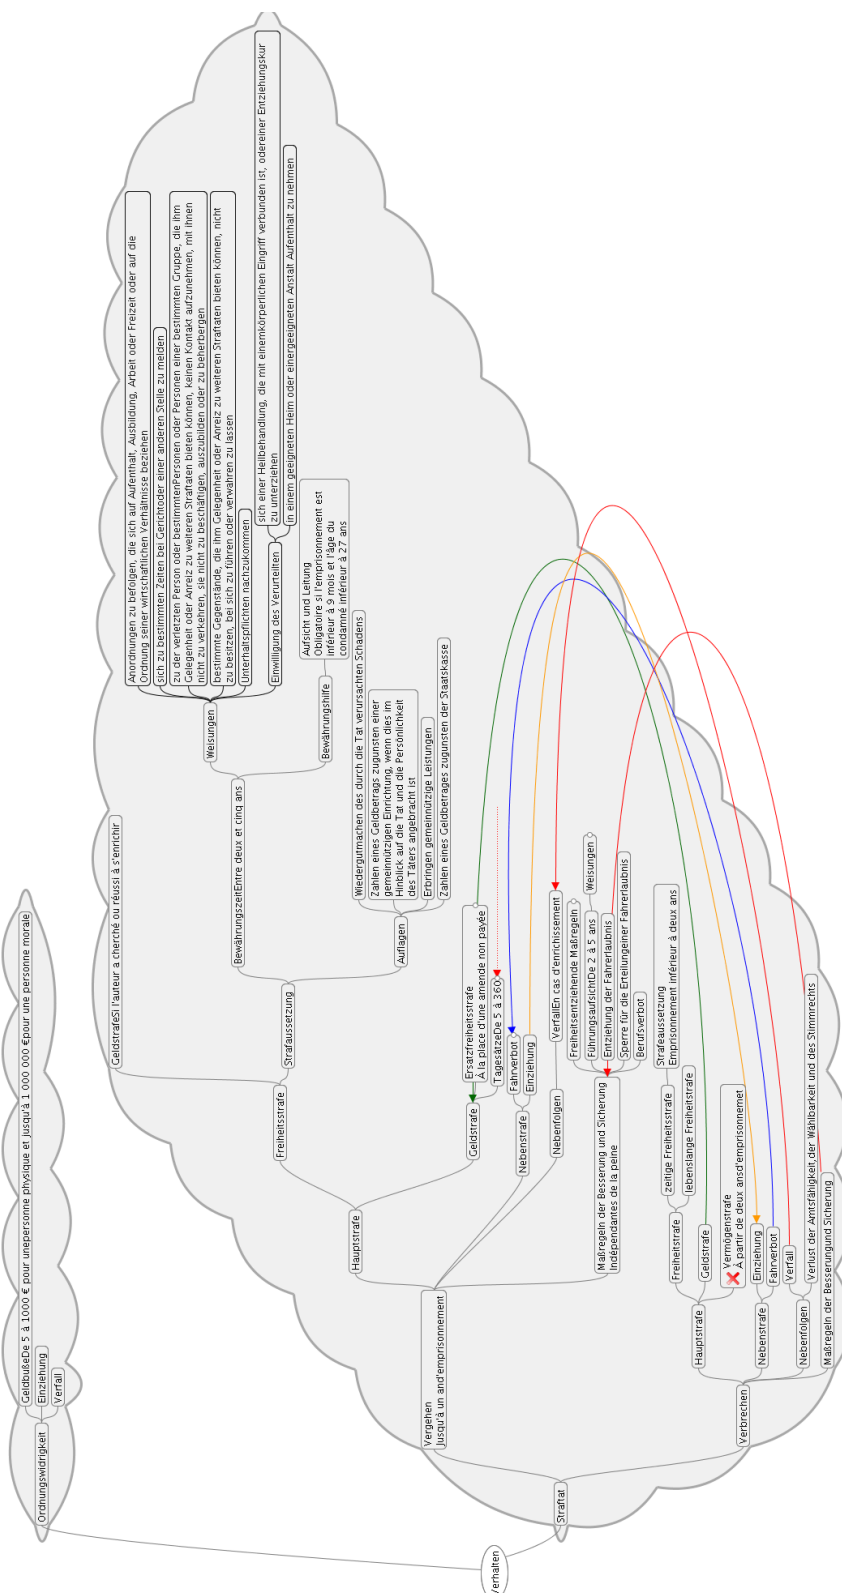 Verhalten
Ordnungswidrigkeit
GeldbußeDe 5 à 1000 € pour unepersonne physique et jusqu'à 1 000 000 €pour une personne morale
Einziehung
Verfall
Straftat
Vergehen
Jusqu'à un and'emprisonnement
Hauptstrafe
Freiheitsstrafe
GeldstrafeSi l'auteur a cherché ou réussi à s'enrichir
Strafaussetzung
BewährungszeitEntre deux et cinq ans
Weisungen
Anordnungen zu befolgen, die sich auf Aufenthalt, Ausbildung, Arbeit oder Freizeit oder auf die
Ordnung seiner wirtschaftlichen Verhältnisse beziehen
sich zu bestimmten Zeiten bei Gerichtoder einer anderen Stelle zu melden
zu der verletzten Person oder bestimmtenPersonen oder Personen einer bestimmten Gruppe, die ihm
Gelegenheit oder Anreiz zu weiteren Straftaten bieten können, keinen Kontakt aufzunehmen, mit ihnen
nicht zu verkehren, sie nicht zu beschäftigen, auszubilden oder zu beherbergen
bestimmte Gegenstände, die ihm Gelegenheit oder Anreiz zu weiteren Straftaten bieten können, nicht
zu besitzen, bei sich zu führen oder verwahren zu lassen
Unterhaltspflichten nachzukommen
Einwilligung des Verurteilten
sich einer Heilbehandlung, die mit einemkörperlichen Eingriff verbunden ist, odereiner Entziehungskur
zu unterziehen
in einem geeigneten Heim oder einergeeigneten Anstalt Aufenthalt zu nehmen
Bewährungshilfe
Aufsicht und Leitung
Obligatoire si l'emprisonnement est
inférieur à 9 mois et l'âge du
condamné inférieur à 27 ans
Auflagen
Wiedergutmachen des durch die Tat verursachten Schadens
Zahlen eines Geldbetrags zugunsten einer
gemeinnützigen Einrichtung, wenn dies im
Hinblick auf die Tat und die Persönlichkeit
des Täters angebracht ist
Erbringen gemeinnützige Leistungen
Zahlen eines Geldbetrages zugunsten der Staatskasse
Geldstrafe
Ersatzfreiheitsstrafe
À la place d'une amende non payée
TagesätzeDe 5 à 360
Nebenstrafe
Fahrverbot
Einziehung
Nebenfolgen
VerfallEn cas d'enrichissement
Maßregeln der Besserung und Sicherung
Indépendantes de la peine
Freiheitsentziehende Maßregeln
FührungsaufsichtDe 2 à 5 ans
Weisungen
Entziehung der Fahrerlaubnis
Sperre für die Erteilungeiner Fahrerlaubnis
Berufsverbot
Verbrechen
Hauptstrafe
Freiheitstrafe
zeitige Freiheitsstrafe
Strafeaussetzung
Emprisonnement inférieur à deux ans
lebenslange Freiheitstrafe
Geldstrafe
Vermögenstrafe
À partir de deux ansd'emprisonnemet
Nebenstrafe
Einziehung
Fahrverbot
Nebenfolgen
Verfall
Verlust der Amtsfähigkeit,der Wählbarkeit und des Stimmrechts
Maßregeln der Besserungund Sicherung